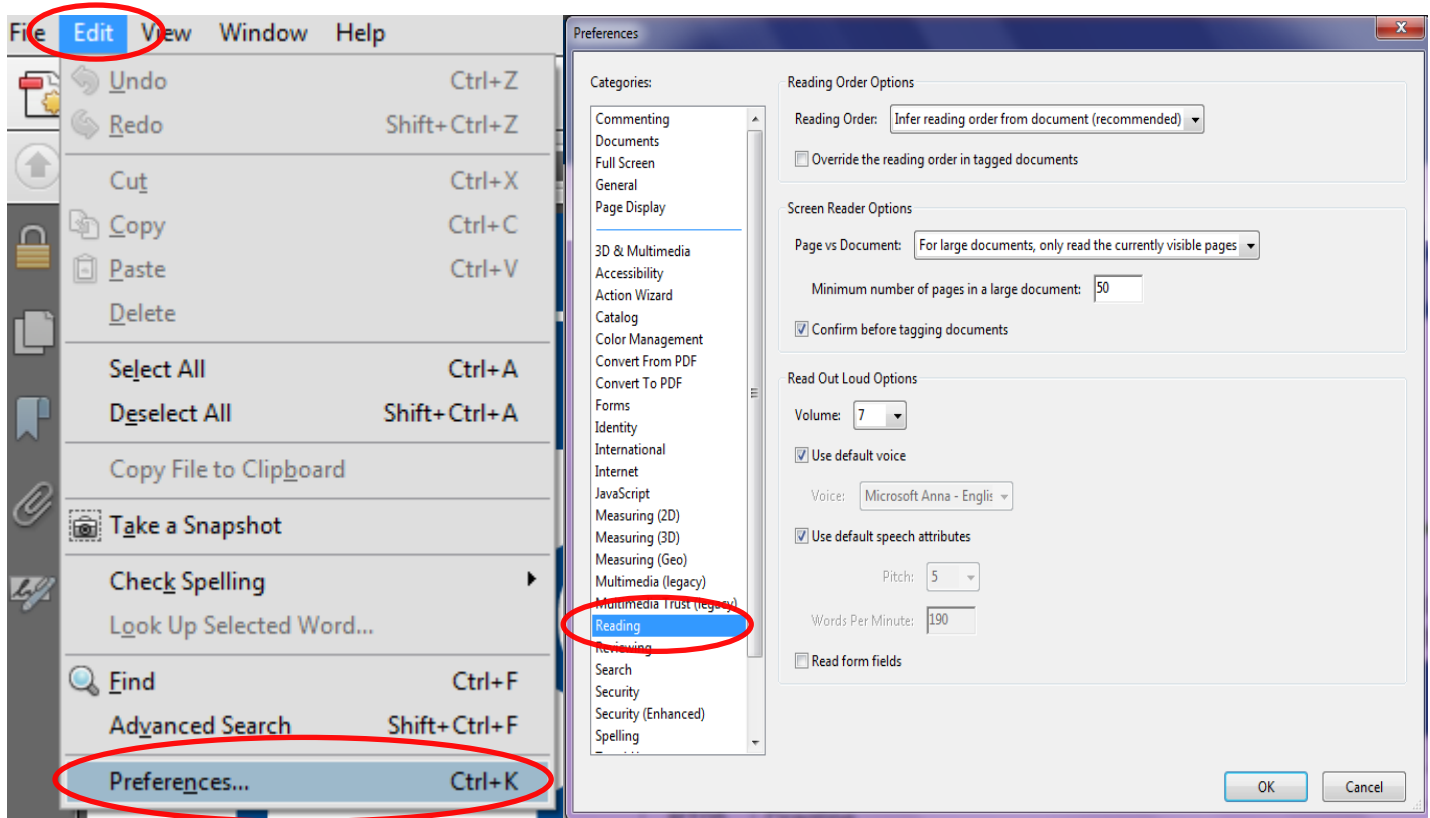 File Edit View Window Help
Undo Ctrl+Z
Redo Shift+Ctrl+Z
Cut Ctrl+X
Copy Ctrl+C
Paste Ctrl+V
Delete
Select All Ctrl+A
Deselect All Shift+Ctrl+A
Copy File to Clipboard
Take a Snapshot
Check Spelling
Look Up Selected Word...
Find Ctrl+F
Advanced Search Shift+Ctrl+F
Preferences... Ctrl+K
Preferences
Categories:
Commenting
Documents
Full Screen
General
Page Display
3D & Multimedia
Accessibility
Action Wizard
Catalog
Color Management
Convert From PDF
Convert To PDF
Forms
Identity
International
Internet
JavaScript
Measuring (2D)
Measuring (3D)
Measuring (Geo)
Multimedia (legacy)
Multimedia Trust (legacy)
Reading
Reviewing
Search
Security
Security (Enhanced)
Spelling
Reading Order Options
Reading Order: Infer reading order from document (recommended)
Override the reading order in tagged documents
Screen Reader Options
Page vs Document: For large documents, only read the currently visible pages
Minimum number of pages in a large document: 50
Confirm before tagging documents
Read Out Loud Options
Volume: 7
Use default voice
Voice: Microsoft Anna - Englis
Use default speech attributes
Pitch: 5
Words Per Minute: 190
Read form fields
OK Cancel